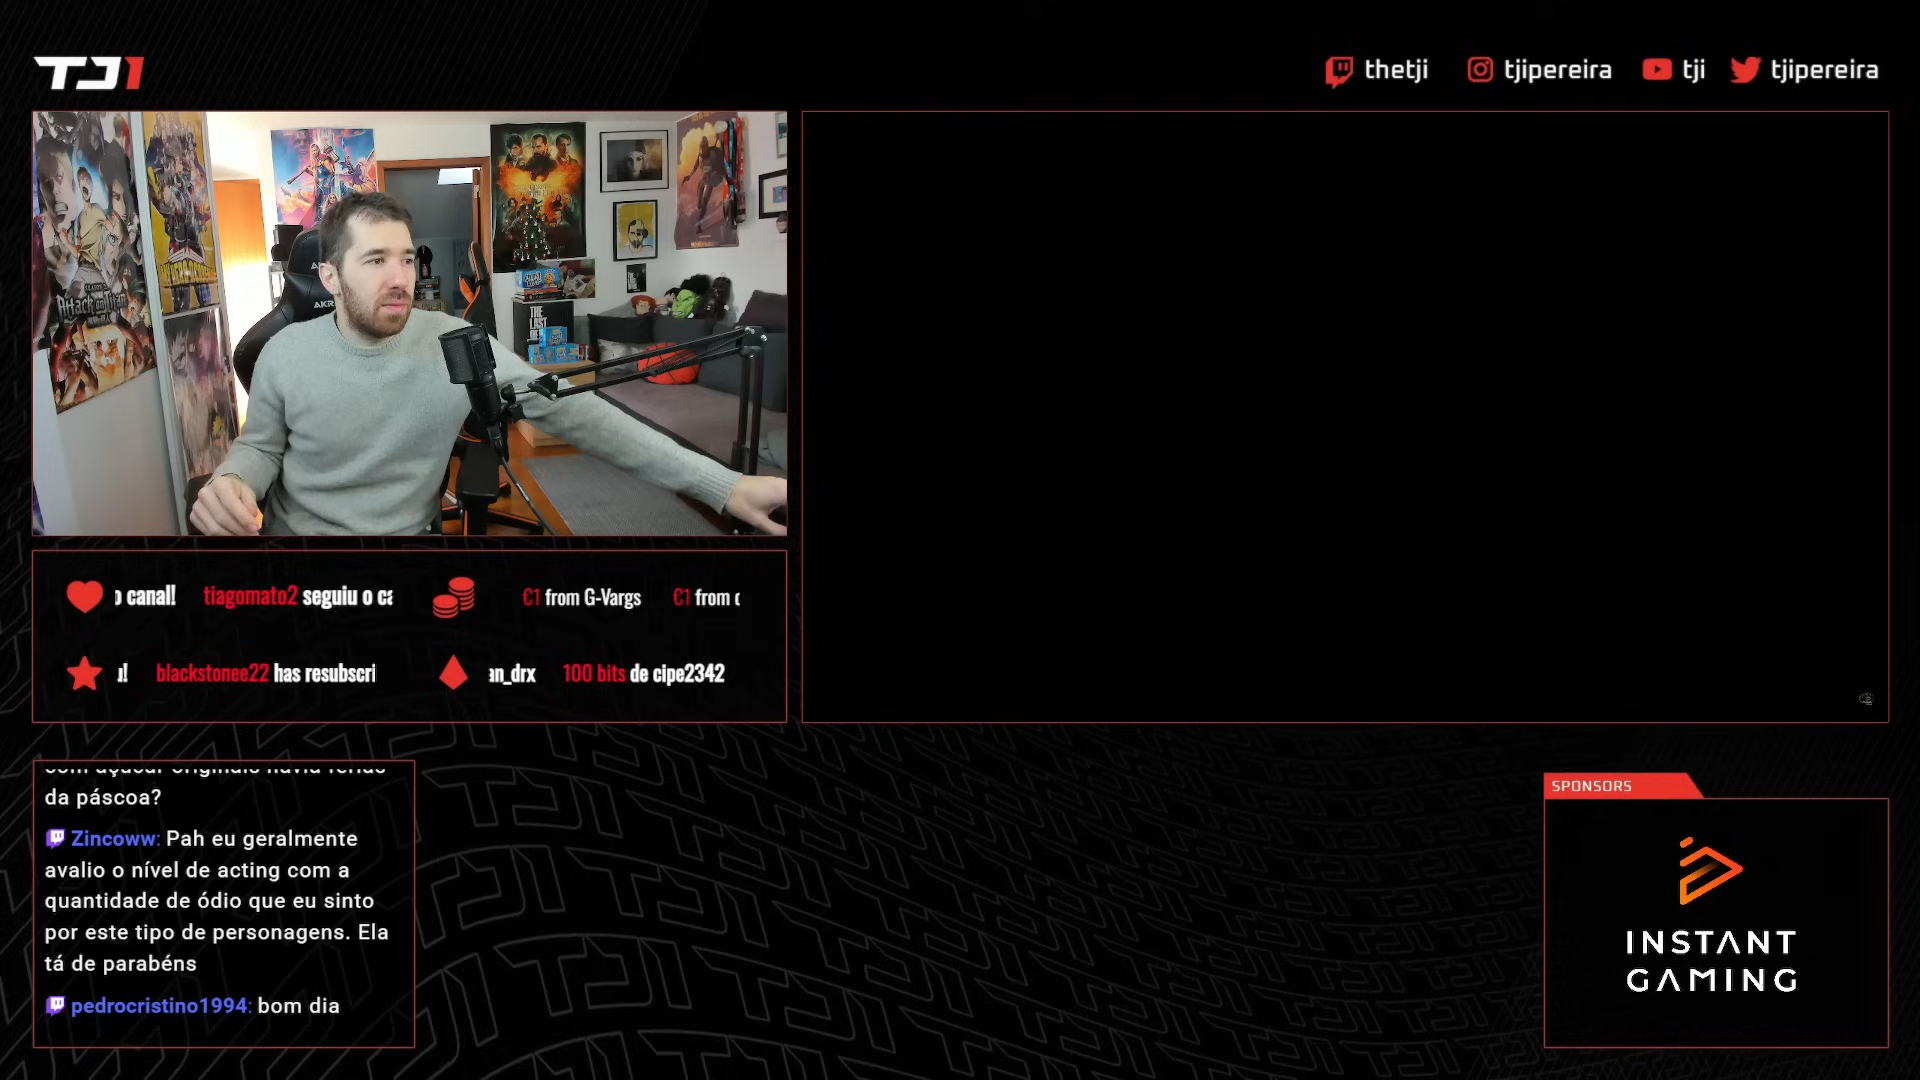 TJ1
thetji
tjipereira
tji
tjipereira
Attack on Titan
AKR
THE
LAST
o canal! tiagomato2 seguiu o ca
€1 from G-Vargs €1 from
blackstonee22 has resubscri
an_drx 100 bits de cipe2342
da páscoa?
Zincoww: Pah eu geralmente
avalio o nível de acting com a
quantidade de ódio que eu sinto
por este tipo de personagens. Ela
tá de parabéns
pedrocristino1994: bom dia
SPONSORS
INSTANT
GAMING